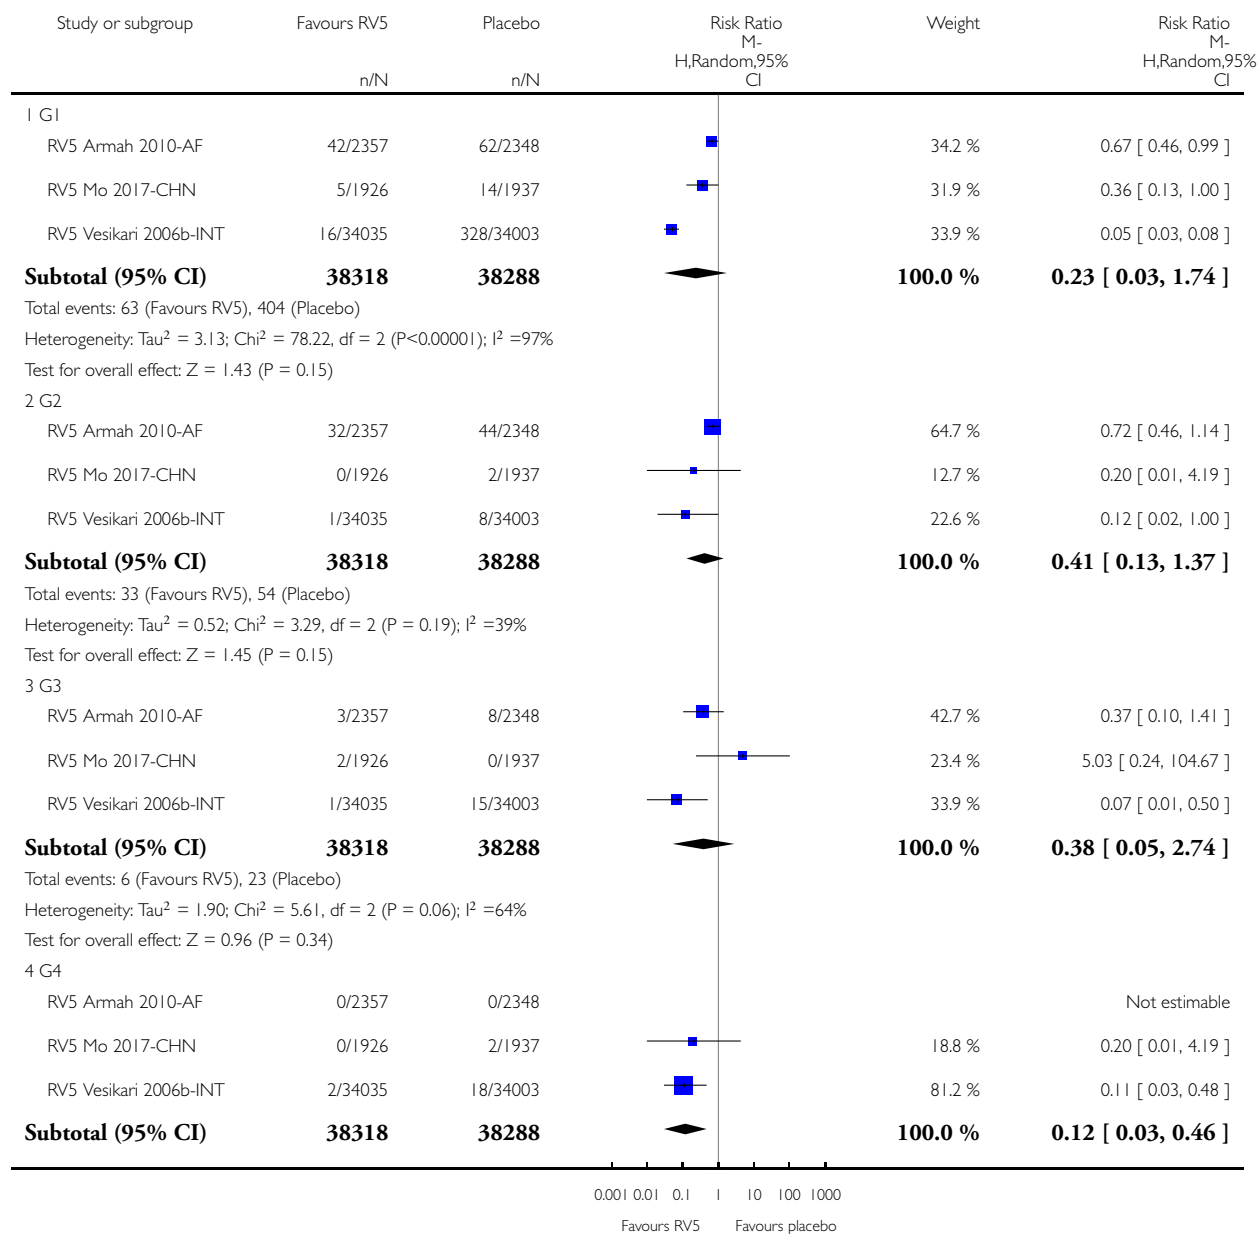 Study or subgroup Favours RV5 Placebo Risk Ratio Weight Risk Ratio
M- M-
H,Random,95% H,Random,95%
n/N n/N CI CI
1 G1
RV5 Armah 2010-AF 42/2357 62/2348 34.2 % 0.67 [ 0.46, 0.99 ]
RV5 Mo 2017-CHN 5/1926 14/1937 31.9 % 0.36 [ 0.13, 1.00 ]
RV5 Vesikari 2006b-INT 16/34035 328/34003 33.9 % 0.05 [ 0.03, 0.08 ]
Subtotal (95% CI) 38318 38288 100.0 % 0.23 [ 0.03, 1.74 ]
Total events: 63 (Favours RV5), 404 (Placebo)
Heterogeneity: Tau² = 3.13; Chi² = 78.22, df = 2 (P<0.00001); I² =97%
Test for overall effect: Z = 1.43 (P = 0.15)
2 G2
RV5 Armah 2010-AF 32/2357 44/2348 64.7 % 0.72 [ 0.46, 1.14 ]
RV5 Mo 2017-CHN 0/1926 2/1937 12.7 % 0.20 [ 0.01, 4.19 ]
RV5 Vesikari 2006b-INT 1/34035 8/34003 22.6 % 0.12 [ 0.02, 1.00 ]
Subtotal (95% CI) 38318 38288 100.0 % 0.41 [ 0.13, 1.37 ]
Total events: 33 (Favours RV5), 54 (Placebo)
Heterogeneity: Tau² = 0.52; Chi² = 3.29, df = 2 (P = 0.19); I² =39%
Test for overall effect: Z = 1.45 (P = 0.15)
3 G3
RV5 Armah 2010-AF 3/2357 8/2348 42.7 % 0.37 [ 0.10, 1.41 ]
RV5 Mo 2017-CHN 2/1926 0/1937 23.4 % 5.03 [ 0.24, 104.67 ]
RV5 Vesikari 2006b-INT 1/34035 15/34003 33.9 % 0.07 [ 0.01, 0.50 ]
Subtotal (95% CI) 38318 38288 100.0 % 0.38 [ 0.05, 2.74 ]
Total events: 6 (Favours RV5), 23 (Placebo)
Heterogeneity: Tau² = 1.90; Chi² = 5.61, df = 2 (P = 0.06); I² =64%
Test for overall effect: Z = 0.96 (P = 0.34)
4 G4
RV5 Armah 2010-AF 0/2357 0/2348 Not estimable
RV5 Mo 2017-CHN 0/1926 2/1937 18.8 % 0.20 [ 0.01, 4.19 ]
RV5 Vesikari 2006b-INT 2/34035 18/34003 81.2 % 0.11 [ 0.03, 0.48 ]
Subtotal (95% CI) 38318 38288 100.0 % 0.12 [ 0.03, 0.46 ]
0.001 0.01 0.1 1 10 100 1000
Favours RV5 Favours placebo